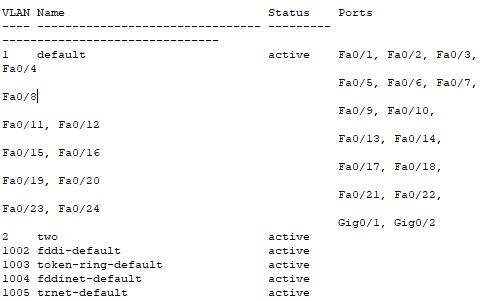 VLAN Name                             Status    Ports
---- -------------------------------- ---------
-------------------------------
1    default                          active    Fa0/1, Fa0/2, Fa0/3,
Fa0/4
                                                Fa0/5, Fa0/6, Fa0/7,
Fa0/8
                                                Fa0/9, Fa0/10,
Fa0/11, Fa0/12
                                                Fa0/13, Fa0/14,
Fa0/15, Fa0/16
                                                Fa0/17, Fa0/18,
Fa0/19, Fa0/20
                                                Fa0/21, Fa0/22,
Fa0/23, Fa0/24
                                                Gig0/1, Gig0/2
2    two                              active
1002 fddi-default                     active
1003 token-ring-default               active
1004 fddinet-default                  active
1005 trnet-default                    active